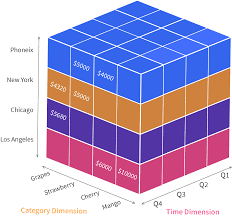 Phoneix
$5000
$4000
New York
$4320
$8000
Chicago
$5680
Los Angeles
$6000
$10000
Grapes
Strawberry
Cherry
Mango
Q4
Q3
Q2
Q1
Category Dimension
Time Dimension